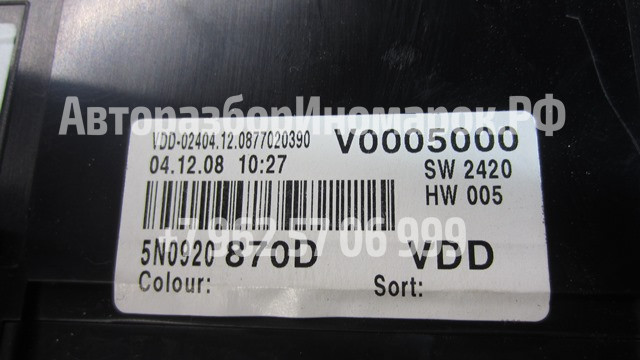 АвторазборИномарок.РФ
VDD-02404.12.0877020390 V0005000
04.12.08 10:27 SW 2420
HW 005
+7 962 57 06 999
5N0920 870D VDD
Colour: Sort: